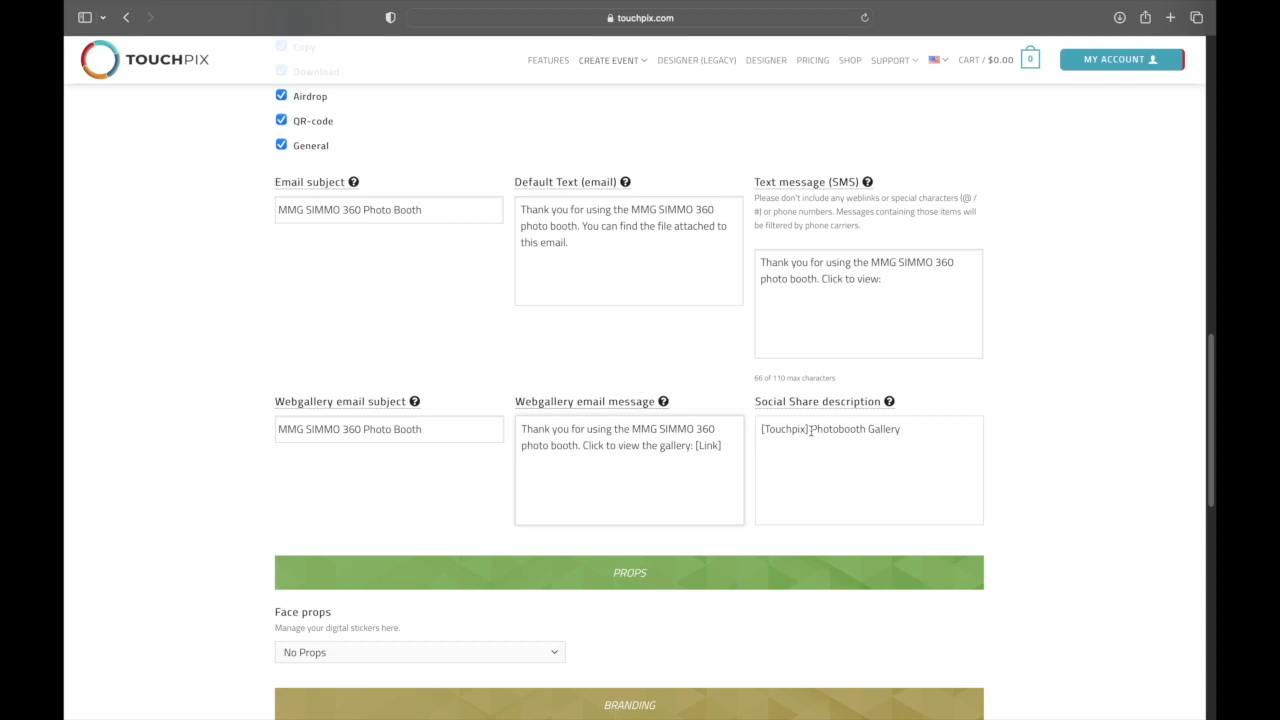 touchpix.com
TOUCHPIX
FEATURES CREATE EVENT DESIGNER (LEGACY) DESIGNER PRICING SHOP SUPPORT CART / $0.00 0 MY ACCOUNT
Copy
Download
Airdrop
QR-code
General
Email subject
MMG SIMMO 360 Photo Booth
Default Text (email)
Thank you for using the MMG SIMMO 360
photo booth. You can find the file attached to
this email.
Text message (SMS)
Please don't include any weblinks or special characters (@ /
#) or phone numbers. Messages containing those items will
be filtered by phone carriers.
Thank you for using the MMG SIMMO 360
photo booth. Click to view:
66 of 110 max characters
Webgallery email subject
MMG SIMMO 360 Photo Booth
Webgallery email message
Thank you for using the MMG SIMMO 360
photo booth. Click to view the gallery: [Link]
Social Share description
[Touchpix] Photobooth Gallery
PROPS
Face props
Manage your digital stickers here.
No Props
BRANDING